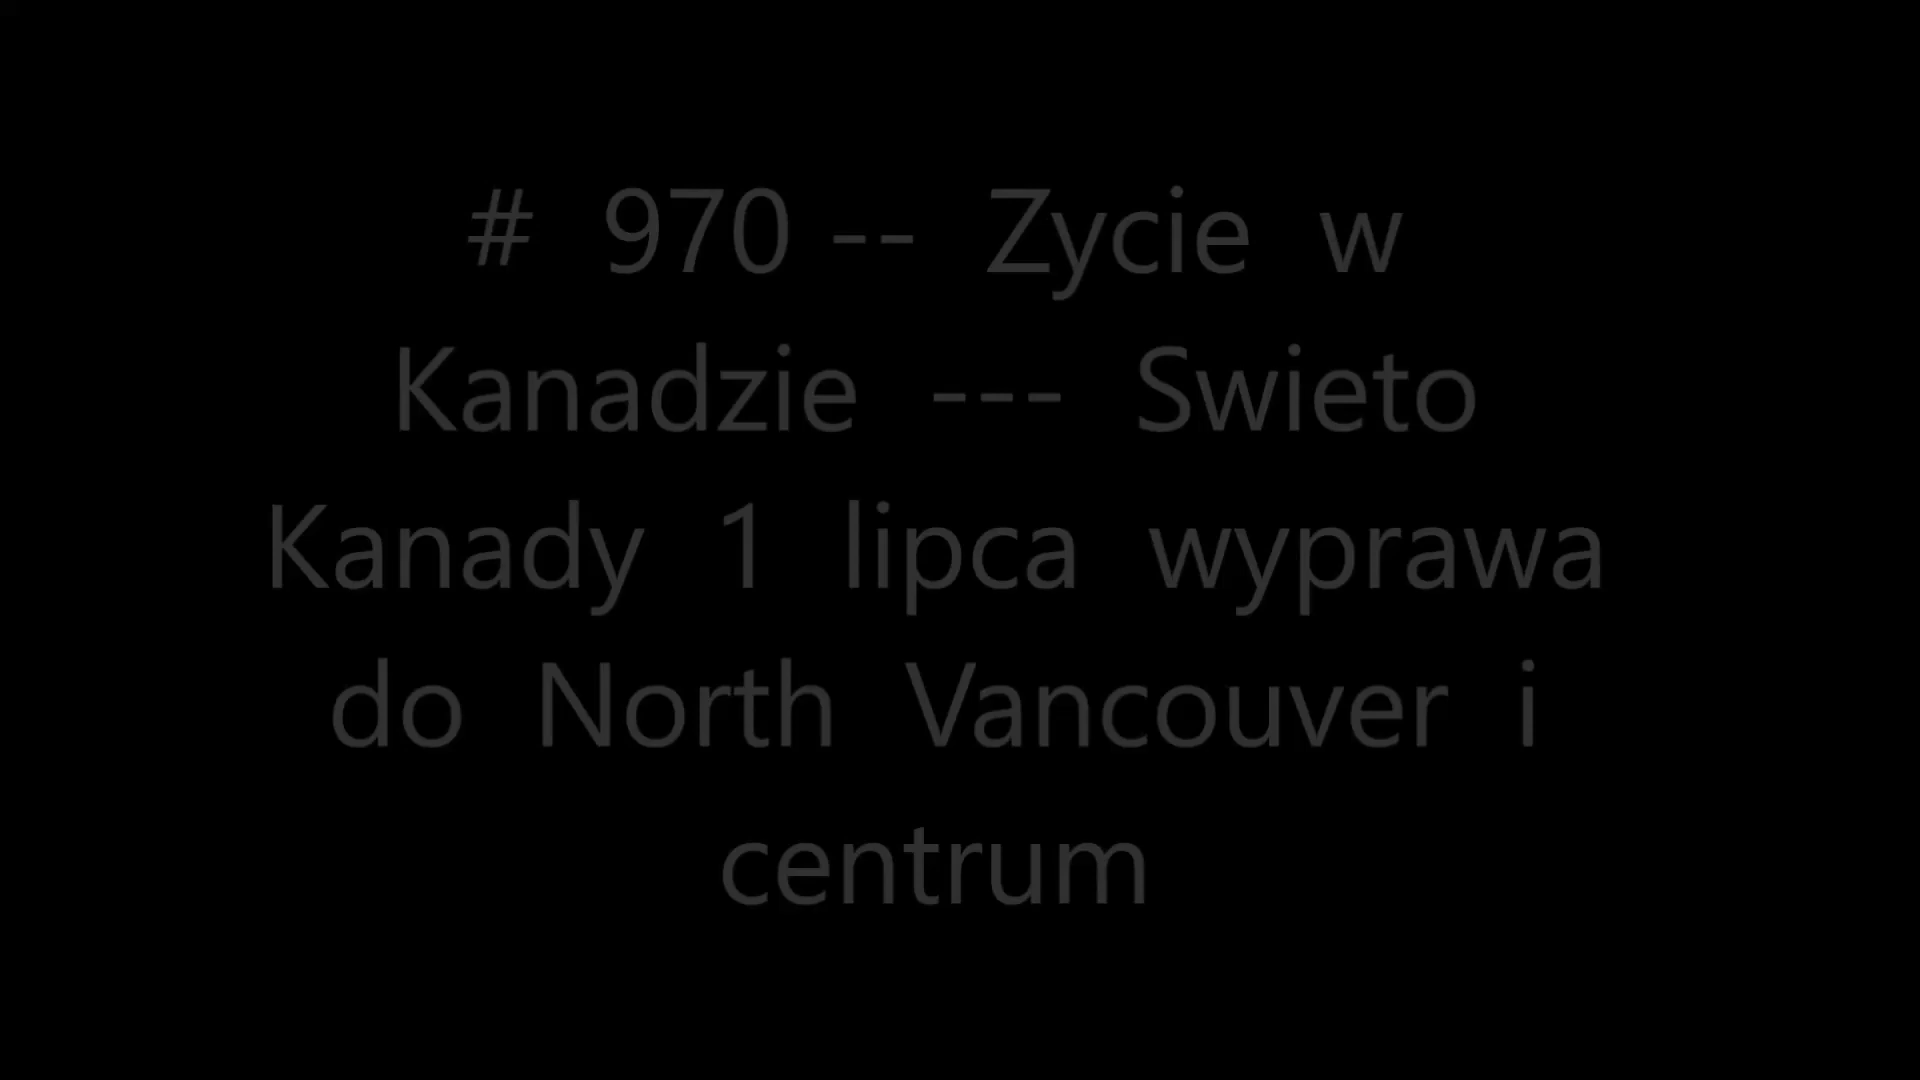 # 970 -- Zycie w
Kanadzie --- Swieto
Kanady 1 lipca wyprawa
do North Vancouver i
centrum